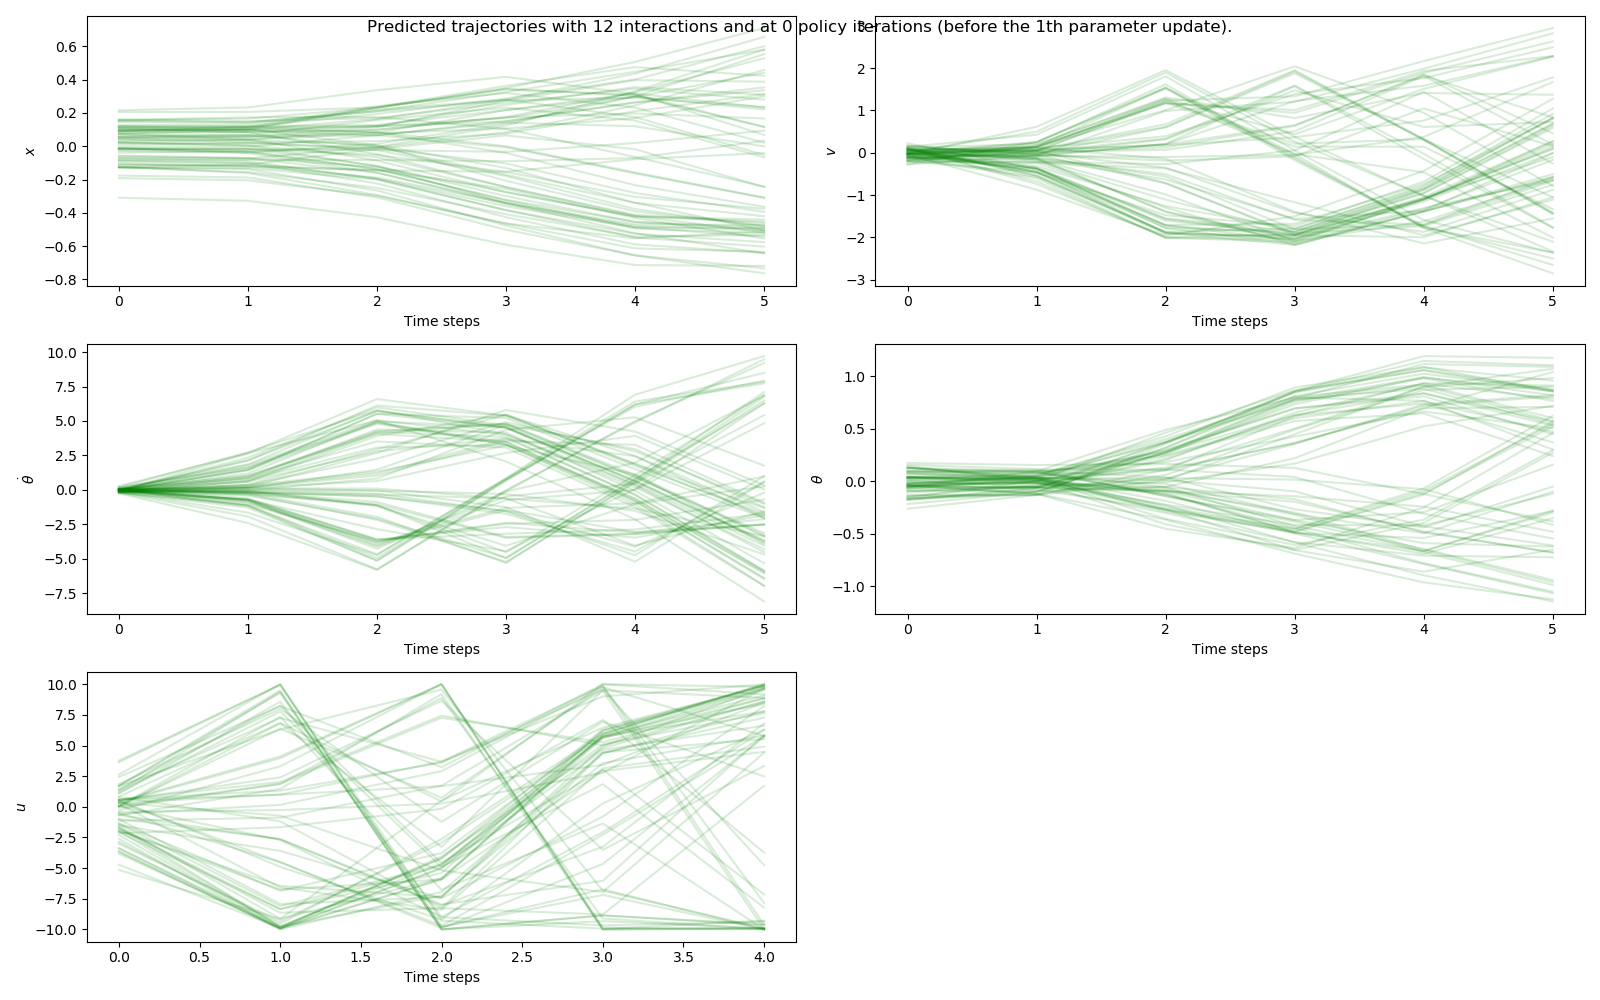 Predicted trajectories with 12 interactions and at 0 policy iterations (before the 1th parameter update).
0.6
0.4
0.2
0.0
−0.2
−0.4
−0.6
−0.8
x
0 1 2 3 4 5
Time steps
3
2
1
0
−1
−2
−3
v
0 1 2 3 4 5
Time steps
10.0
7.5
5.0
2.5
0.0
−2.5
−5.0
−7.5
θ̇
0 1 2 3 4 5
Time steps
1.0
0.5
0.0
−0.5
−1.0
θ
0 1 2 3 4 5
Time steps
10.0
7.5
5.0
2.5
0.0
−2.5
−5.0
−7.5
−10.0
u
0.0 0.5 1.0 1.5 2.0 2.5 3.0 3.5 4.0
Time steps